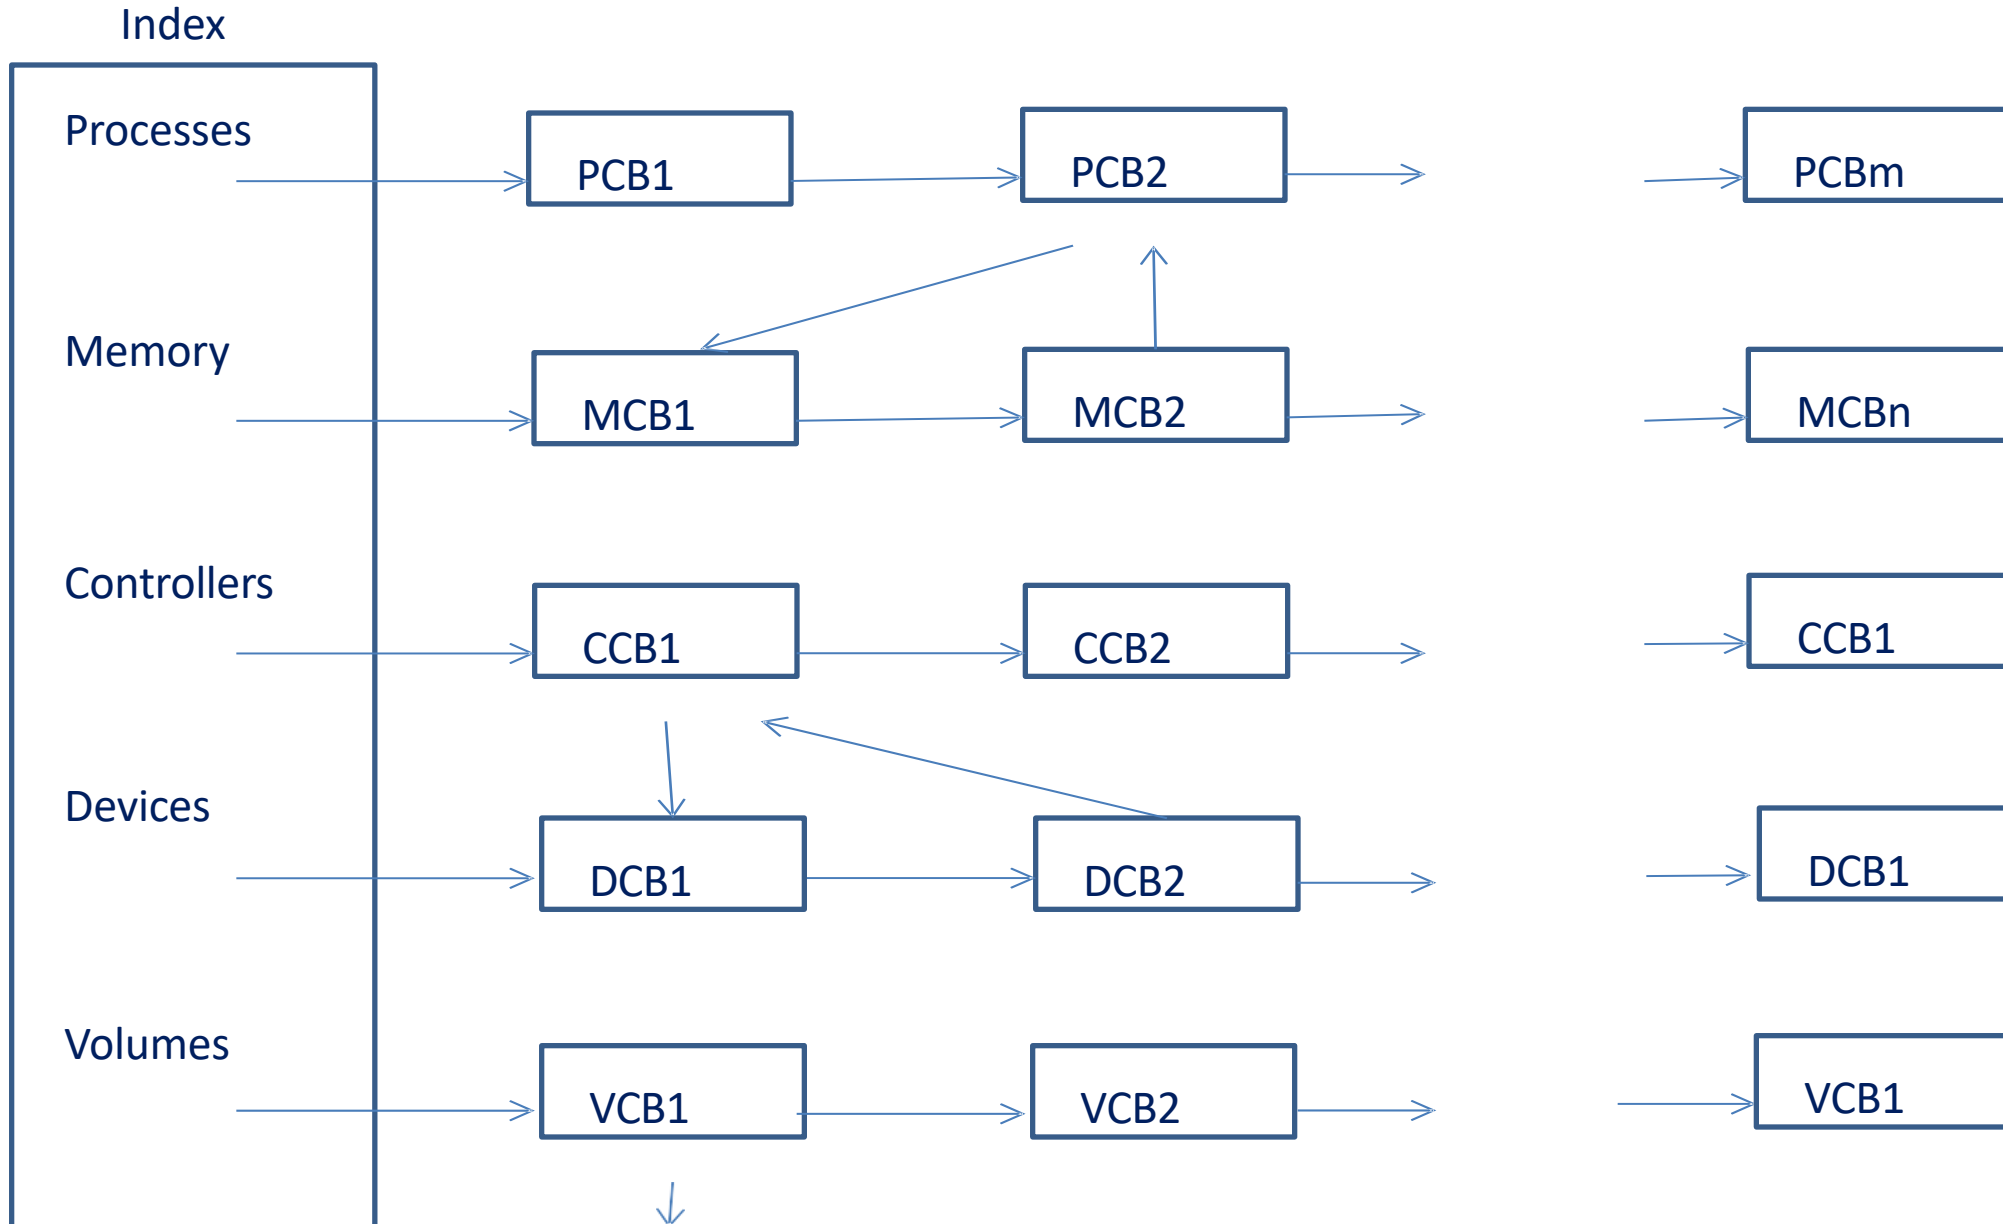 Index
Processes
PCB1 PCB2 PCBm
Memory
MCB1 MCB2 MCBn
Controllers
CCB1 CCB2 CCB1
Devices
DCB1 DCB2 DCB1
Volumes
VCB1 VCB2 VCB1